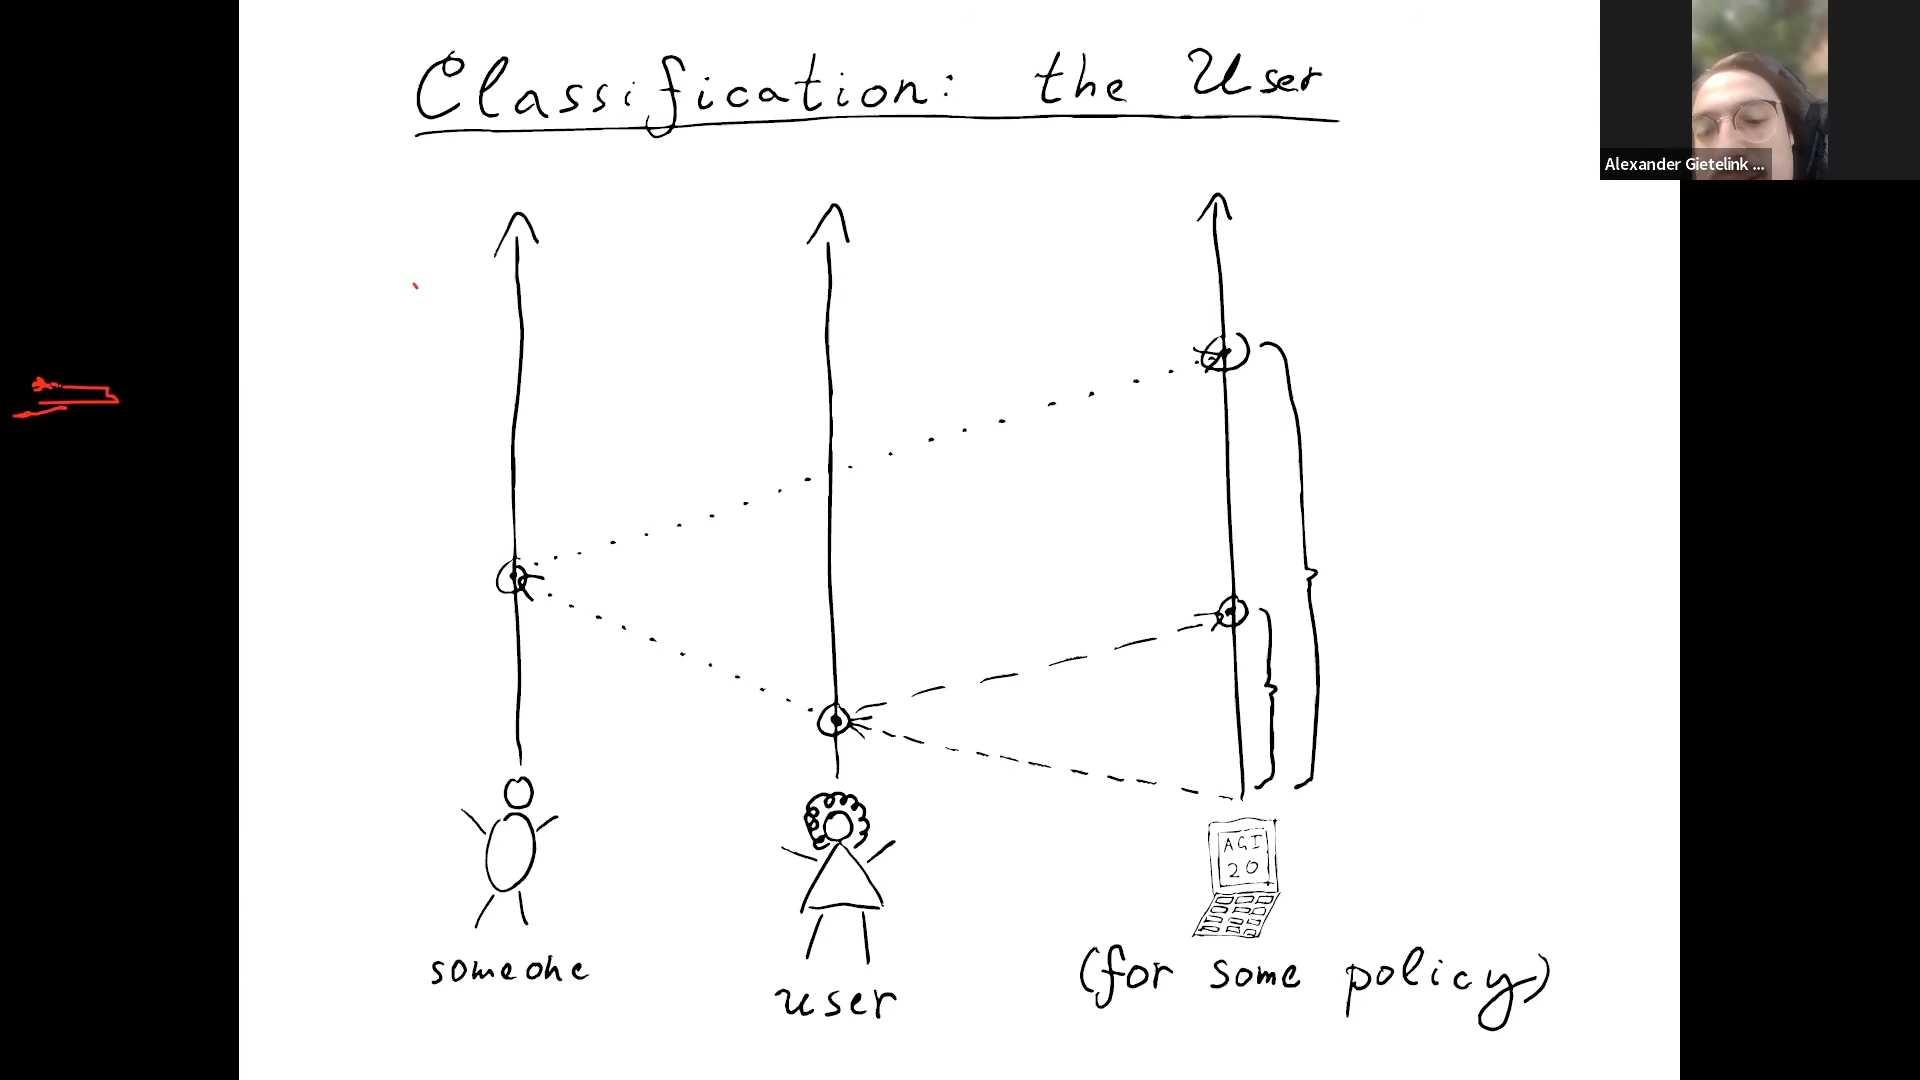 Classification: the User
Alexander Gietelink ...
AGI
20
someone
user
(for some policy)